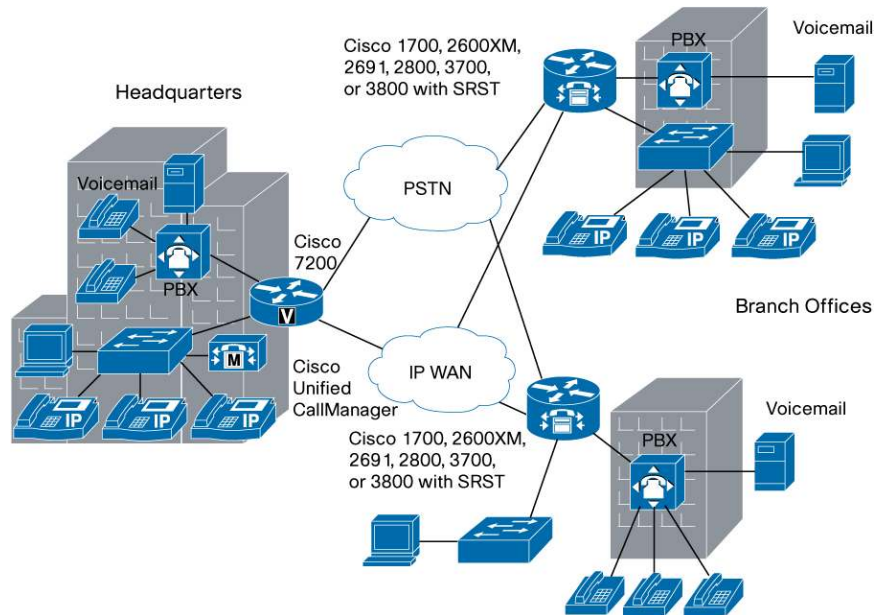 Headquarters
Voicemail
PBX
Cisco
7200
V
M
Cisco
Unified
CallManager
IP
IP
IP
PSTN
IP WAN
Cisco 1700, 2600XM,
2691, 2800, 3700,
or 3800 with SRST
PBX
Voicemail
IP
IP
IP
Branch Offices
Cisco 1700, 2600XM,
2691, 2800, 3700,
or 3800 with SRST
PBX
Voicemail